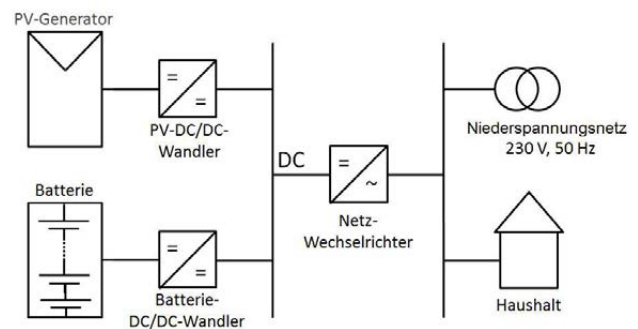 PV-Generator
=
=
PV-DC/DC-
Wandler
Niederspannungsnetz
230 V, 50 Hz
DC
=
~
Netz-
Wechselrichter
Batterie
=
=
Batterie-
DC/DC-Wandler
Haushalt